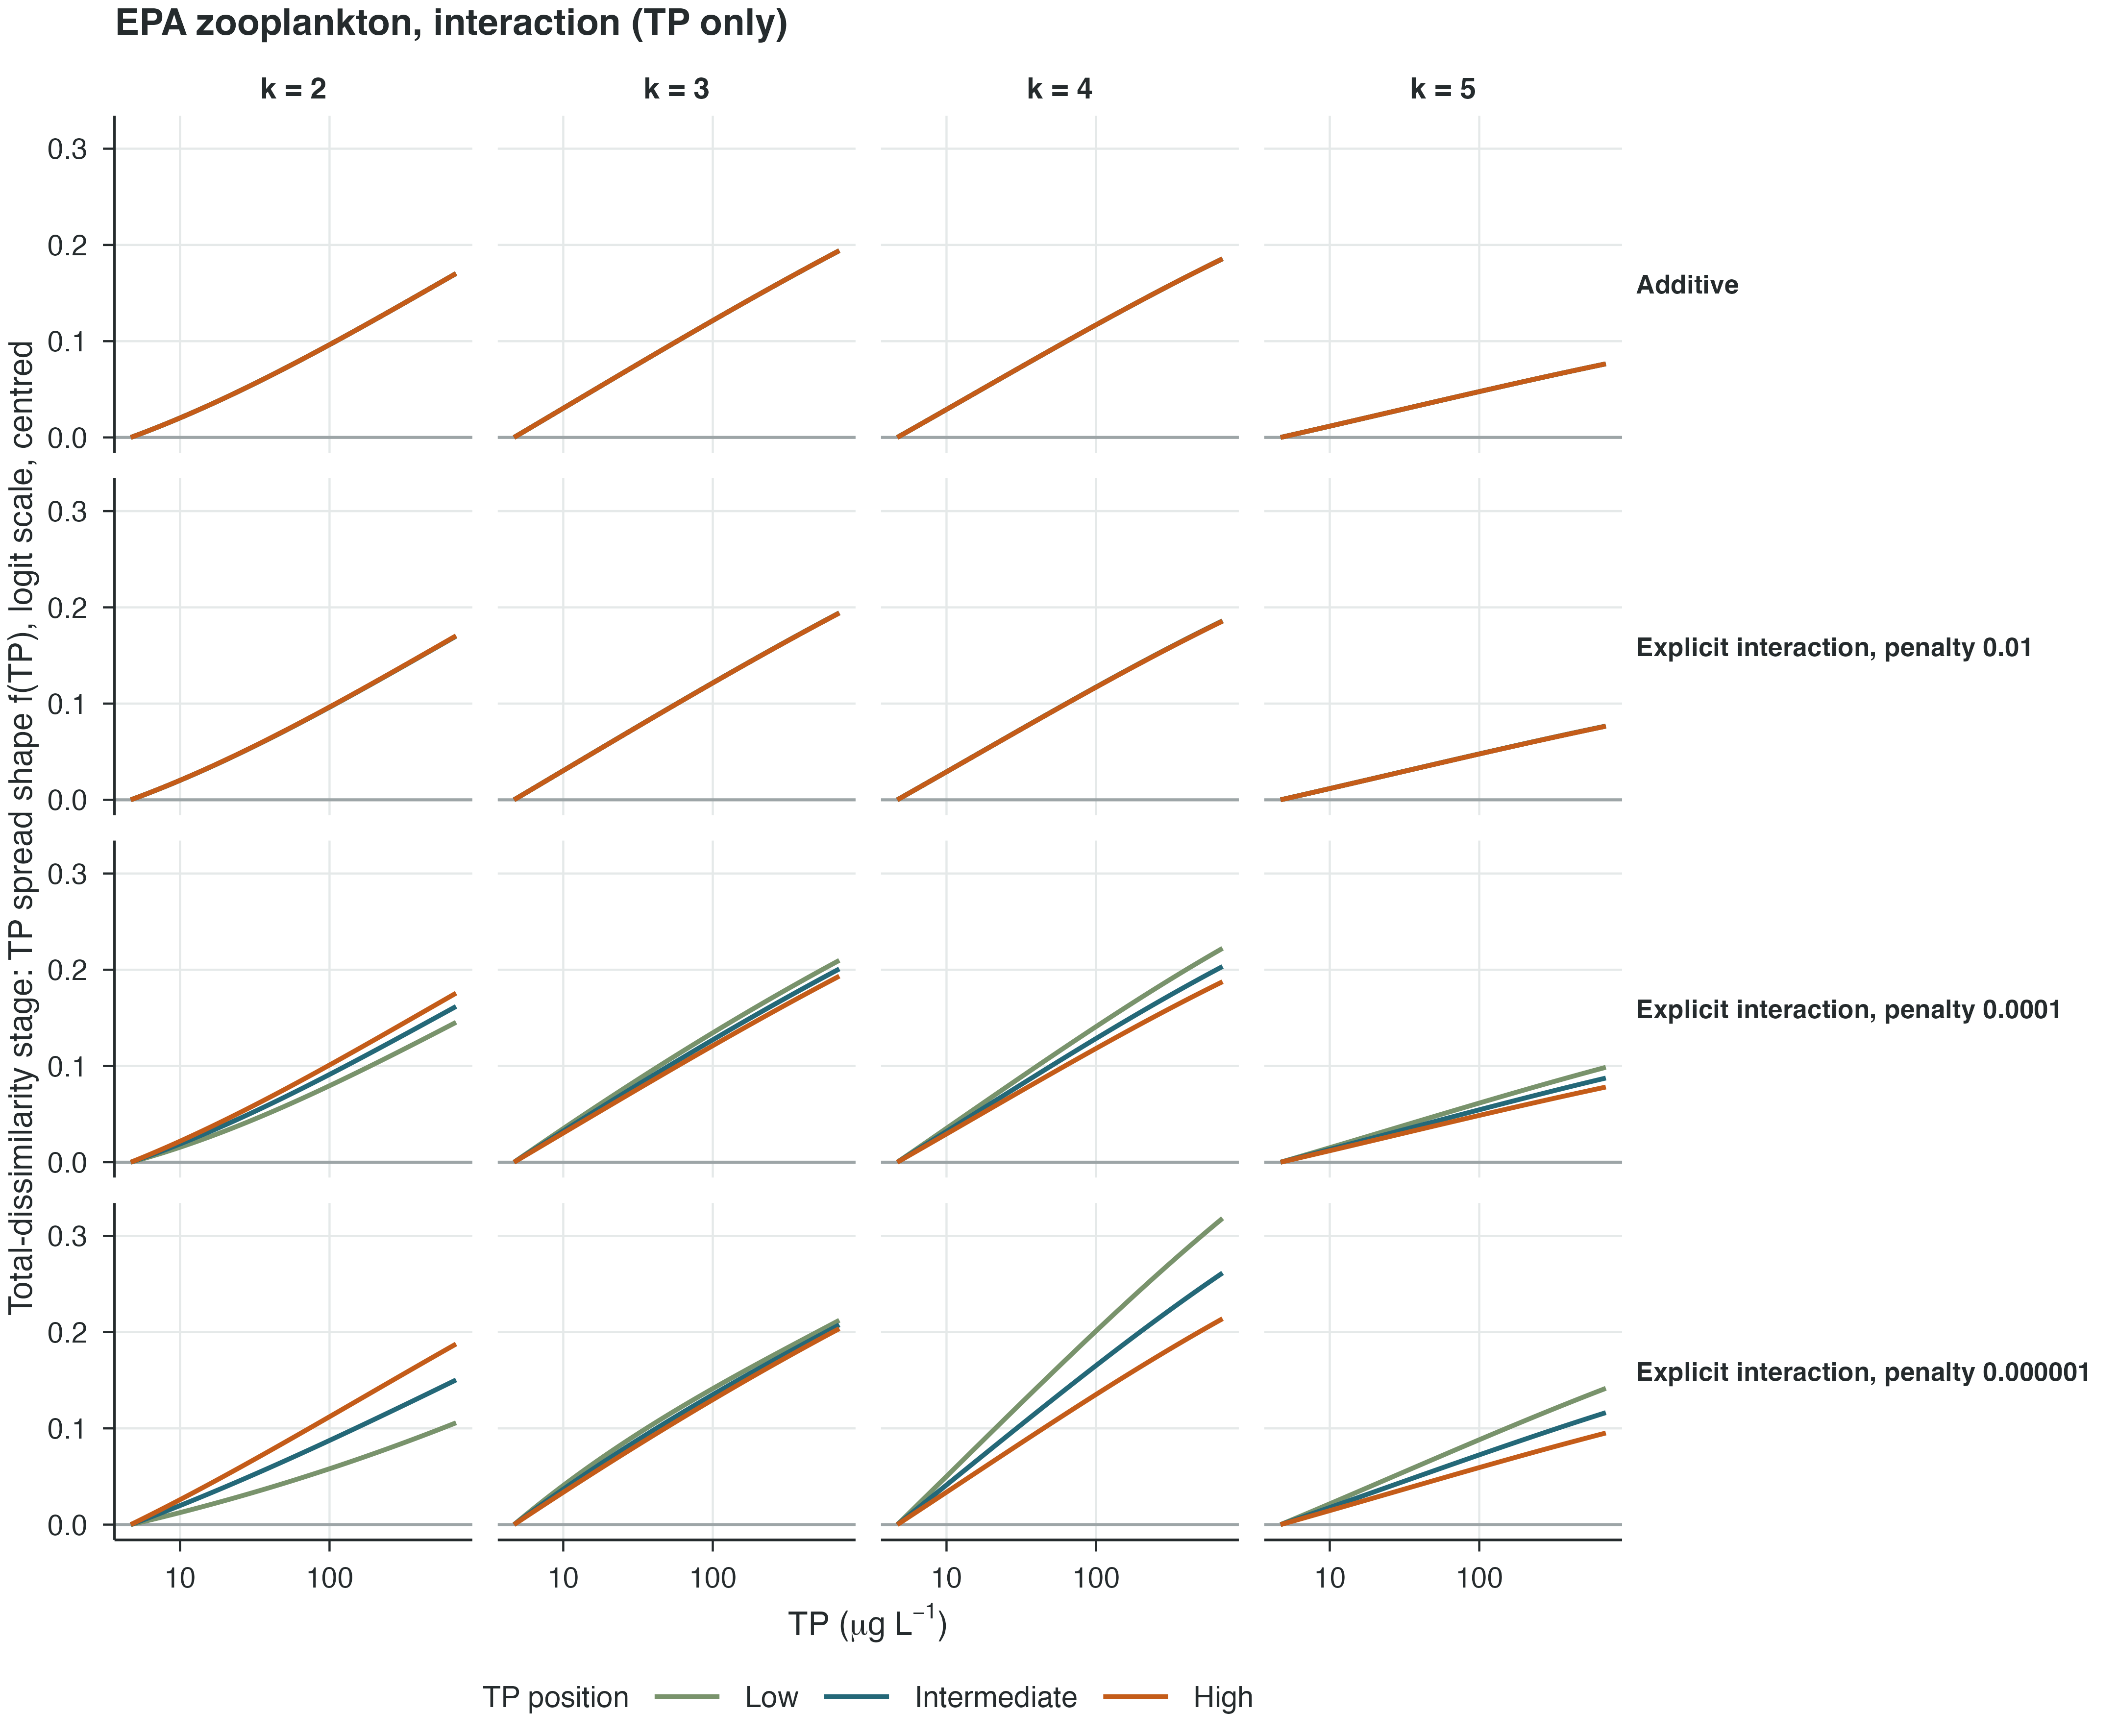 EPA zooplankton, interaction (TP only)
k = 2
k = 3
k = 4
k = 5
Total-dissimilarity stage: TP spread shape f(TP), logit scale, centred
0.3
0.2
0.1
0.0
Additive
0.3
0.2
0.1
0.0
Explicit interaction, penalty 0.01
0.3
0.2
0.1
0.0
Explicit interaction, penalty 0.0001
0.3
0.2
0.1
0.0
Explicit interaction, penalty 0.000001
10 100
10 100
10 100
10 100
TP (μg L⁻¹)
TP position Low Intermediate High